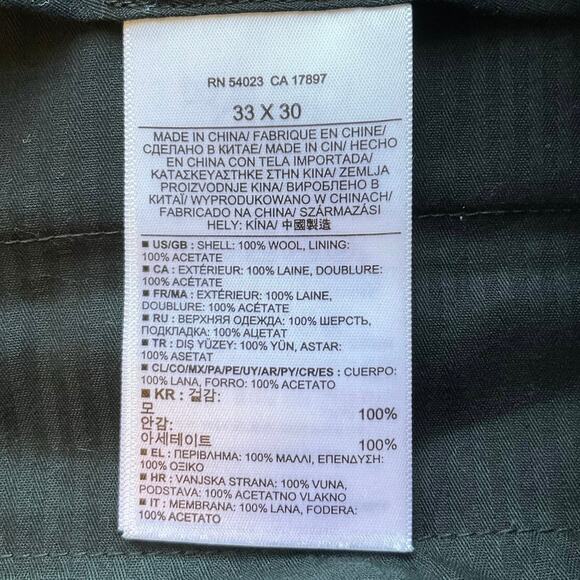 RN 54023 CA 17897
33 X 30
MADE IN CHINA/ FABRIQUE EN CHINE/
СДЕЛАНО В КИТАЕ/ MADE IN CIN/ HECHO
EN CHINA CON TELA IMPORTADA/
ΚΑΤΑΣΚΕΥΑΣΤΗΚΕ ΣΤΗΝ ΚΙΝΑ/ ZEMLJA
PROIZVODNJE KINA/ ВИРОБЛЕНО В
КИТАЇ/ WYPRODUKOWANO W CHINACH/
FABRICADO NA CHINA/ SZÁRMAZÁSI
HELY: KÍNA/ 中國製造
■ US/GB : SHELL: 100% WOOL, LINING:
100% ACETATE
■ CA : EXTÉRIEUR: 100% LAINE, DOUBLURE:
100% ACÉTATE
■ FR/MA : EXTÉRIEUR: 100% LAINE,
DOUBLURE: 100% ACÉTATE
■ RU : ВЕРХНЯЯ ОДЕЖДА: 100% ШЕРСТЬ,
ПОДКЛАДКА: 100% АЦЕТАТ
■ TR : DIŞ YÜZEY: 100% YÜN, ASTAR:
100% ASETAT
■ CL/CO/MX/PA/PE/UY/AR/PY/CR/ES : CUERPO:
100% LANA, FORRO: 100% ACETATO
■ KR : 겉감:
모 100%
안감:
아세테이트 100%
■ EL : ΠΕΡΙΒΛΗΜΑ: 100% ΜΑΛΛΙ, ΕΠΕΝΔΥΣΗ:
100% ΟΞΙΚΟ
■ HR : VANJSKA STRANA: 100% VUNA,
PODSTAVA: 100% ACETATNO VLAKNO
■ IT : MEMBRANA: 100% LANA, FODERA:
100% ACETATO